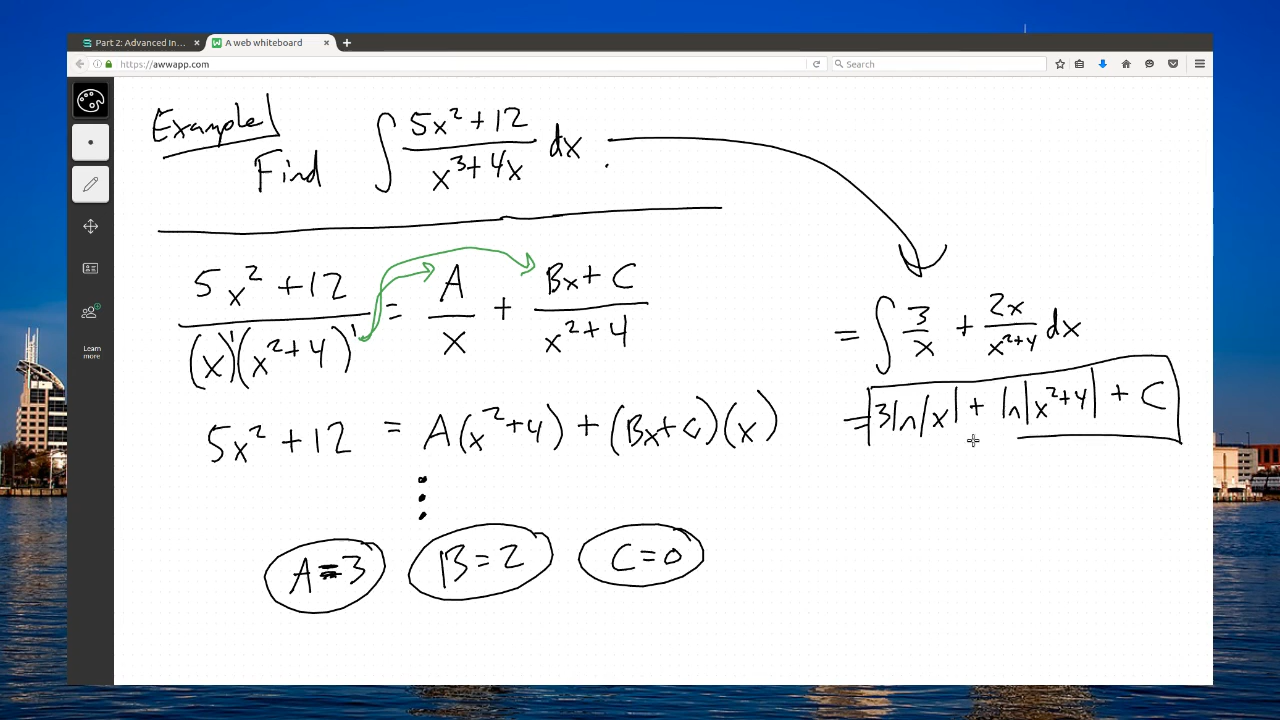 Part 2: Advanced In... × A web whiteboard × +
https://awwapp.com Search
Learn more
Example
Find ∫ (5x² + 12)/(x³ + 4x) dx.
(5x² + 12)/((x)¹(x² + 4)¹) = A/x + (Bx + C)/(x² + 4)
5x² + 12 = A(x² + 4) + (Bx + C)(x)
⋮
A = 3 B = 2 C = 0
= ∫ 3/x + 2x/(x² + 4) dx
= 3 ln|x| + ln|x² + 4| + C